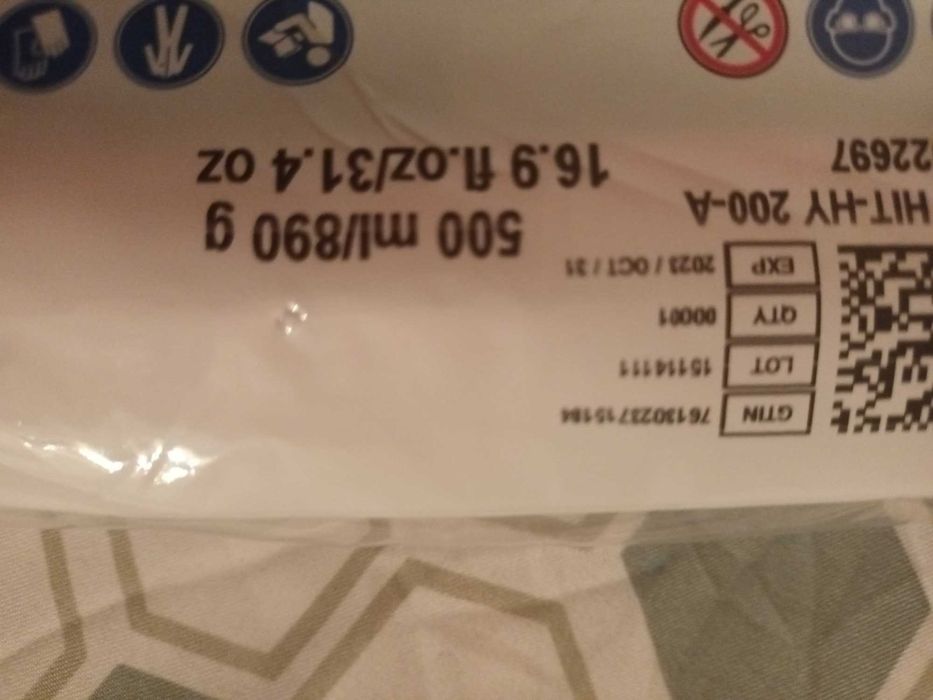 GTIN 7613023715184
LOT 15114111
QTY 00001
EXP 2023 / OCT / 31
HIT-HY 200-A
22697
500 ml/890 g
16.9 fl.oz/31.4 oz